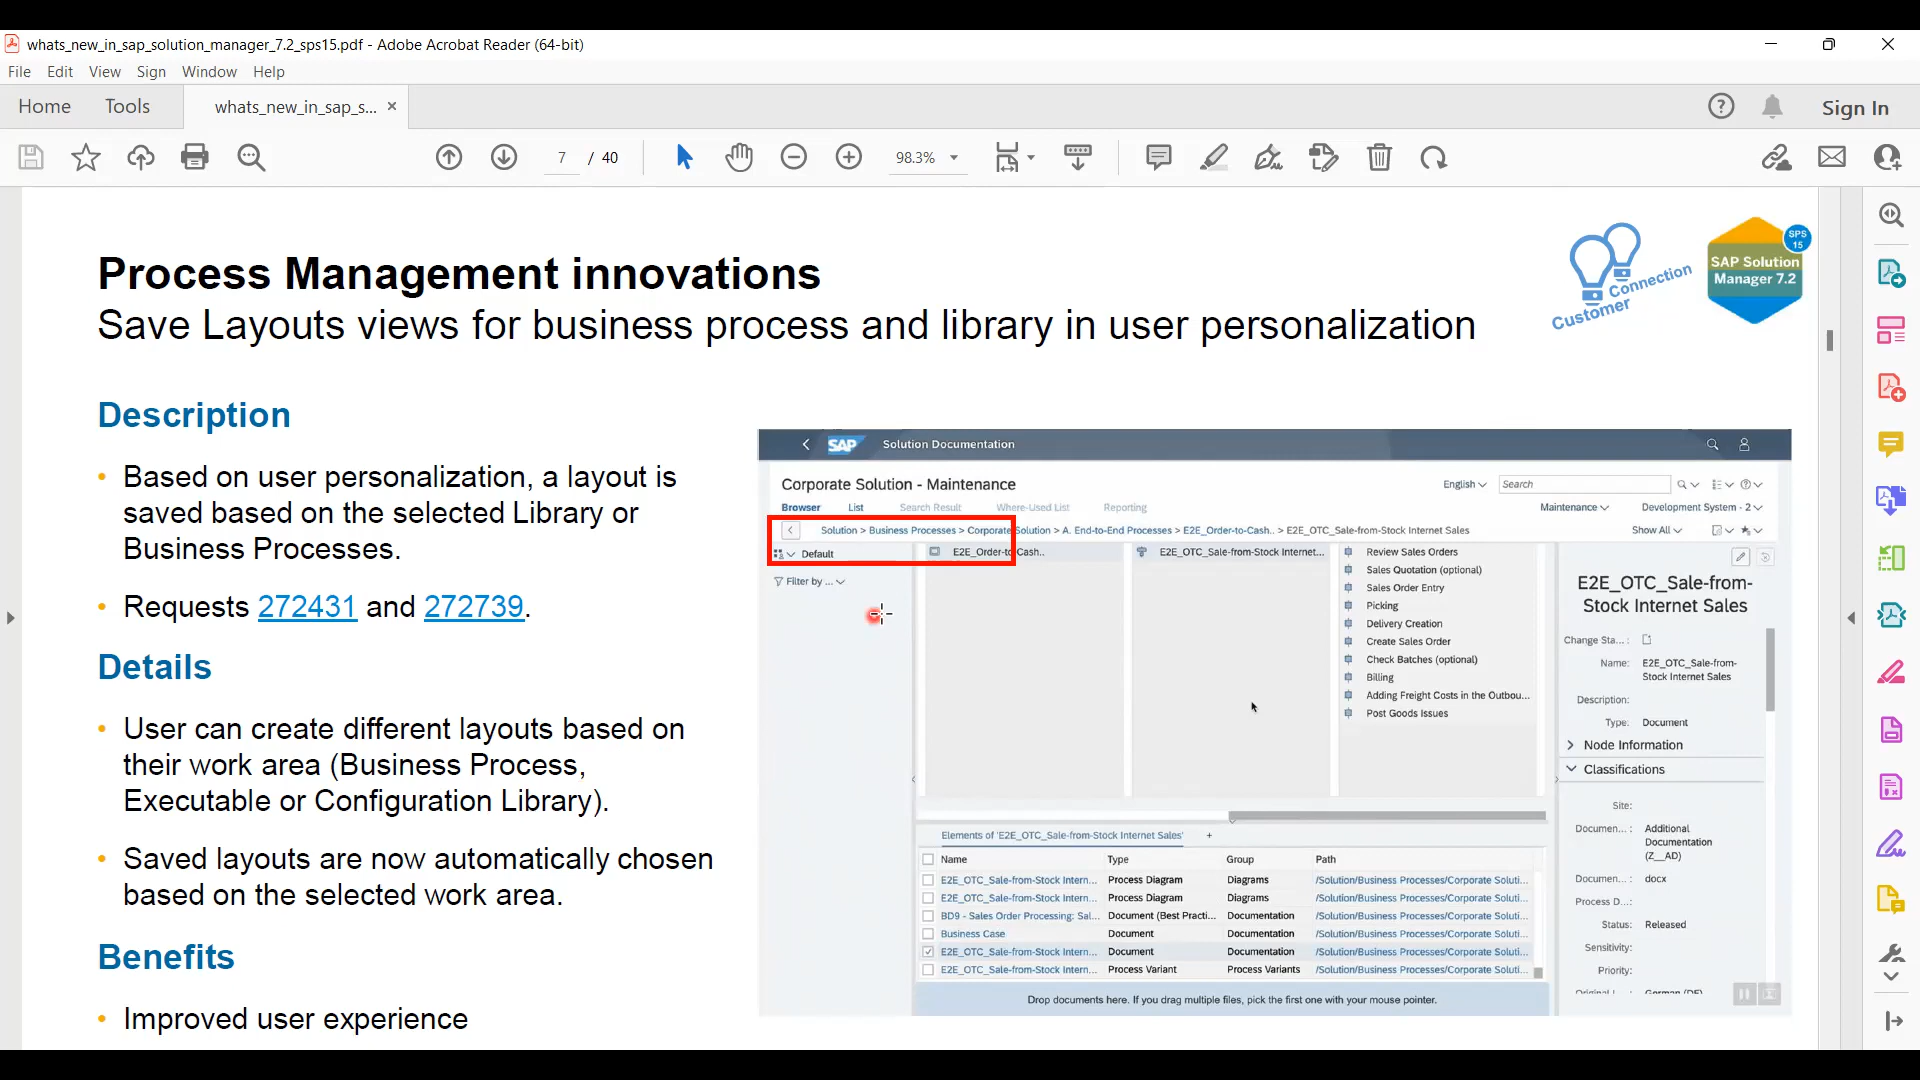 whats_new_in_sap_solution_manager_7.2_sps15.pdf - Adobe Acrobat Reader (64-bit)
File Edit View Sign Window Help
Home Tools whats_new_in_sap_s... Sign In
7 / 40 98.3%
Process Management innovations
Save Layouts views for business process and library in user personalization
Customer Connection
SPS 15
SAP Solution
Manager 7.2
Description
• Based on user personalization, a layout is
saved based on the selected Library or
Business Processes.
• Requests 272431 and 272739.
Details
• User can create different layouts based on
their work area (Business Process,
Executable or Configuration Library).
• Saved layouts are now automatically chosen
based on the selected work area.
Benefits
• Improved user experience
SAP Solution Documentation
Corporate Solution - Maintenance
English Search
Browser List Search Result Where-Used List Reporting
Maintenance Development System - 2
Solution > Business Processes > Corporate Solution > A. End-to-End Processes > E2E_Order-to-Cash.. > E2E_OTC_Sale-from-Stock Internet Sales
Show All
Default
Filter by ...
E2E_Order-to-Cash..
E2E_OTC_Sale-from-Stock Internet...
Review Sales Orders
Sales Quotation (optional)
Sales Order Entry
Picking
Delivery Creation
Create Sales Order
Check Batches (optional)
Billing
Adding Freight Costs in the Outbou...
Post Goods Issues
E2E_OTC_Sale-from-
Stock Internet Sales
Change Sta... :
Name: E2E_OTC_Sale-from-
Stock Internet Sales
Description:
Type: Document
Node Information
Classifications
Site:
Documen... : Additional
Documentation
(Z__AD)
Documen... : docx
Process D...:
Status: Released
Sensitivity:
Priority:
German (DE)
Elements of 'E2E_OTC_Sale-from-Stock Internet Sales' +
Name Type Group Path
E2E_OTC_Sale-from-Stock Intern... Process Diagram Diagrams /Solution/Business Processes/Corporate Soluti...
E2E_OTC_Sale-from-Stock Intern... Process Diagram Diagrams /Solution/Business Processes/Corporate Soluti...
BD9 - Sales Order Processing: Sal... Document (Best Practi... Documentation /Solution/Business Processes/Corporate Soluti...
Business Case Document Documentation /Solution/Business Processes/Corporate Soluti...
E2E_OTC_Sale-from-Stock Intern... Document Documentation /Solution/Business Processes/Corporate Soluti...
E2E_OTC_Sale-from-Stock Intern... Process Variant Process Variants /Solution/Business Processes/Corporate Soluti...
Drop documents here. If you drag multiple files, pick the first one with your mouse pointer.